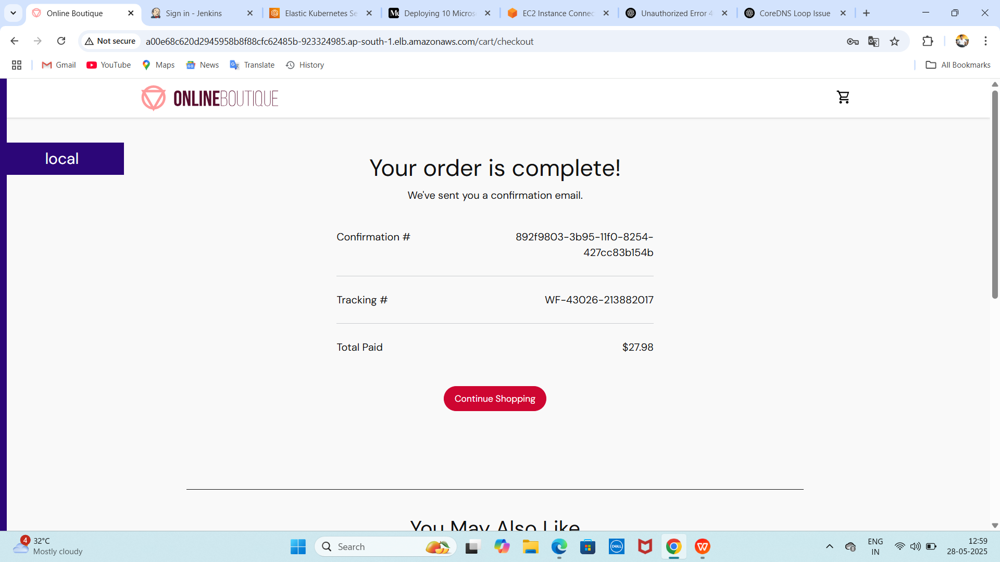 Online Boutique
Sign in - Jenkins
Elastic Kubernetes Se
Deploying 10 Micros
EC2 Instance Connec
Unauthorized Error 4
CoreDNS Loop Issue
Not secure
a00e68c620d2945958b8f88cfc62485b-923324985.ap-south-1.elb.amazonaws.com/cart/checkout
Gmail
YouTube
Maps
News
Translate
History
All Bookmarks
ONLINEBOUTIQUE
local
Your order is complete!
We've sent you a confirmation email.
Confirmation #
892f9803-3b95-11f0-8254-
427cc83b154b
Tracking #
WF-43026-213882017
Total Paid
$27.98
Continue Shopping
You May Also Like
4
32°C
Mostly cloudy
Search
DELL
ENG
IN
12:59
28-05-2025